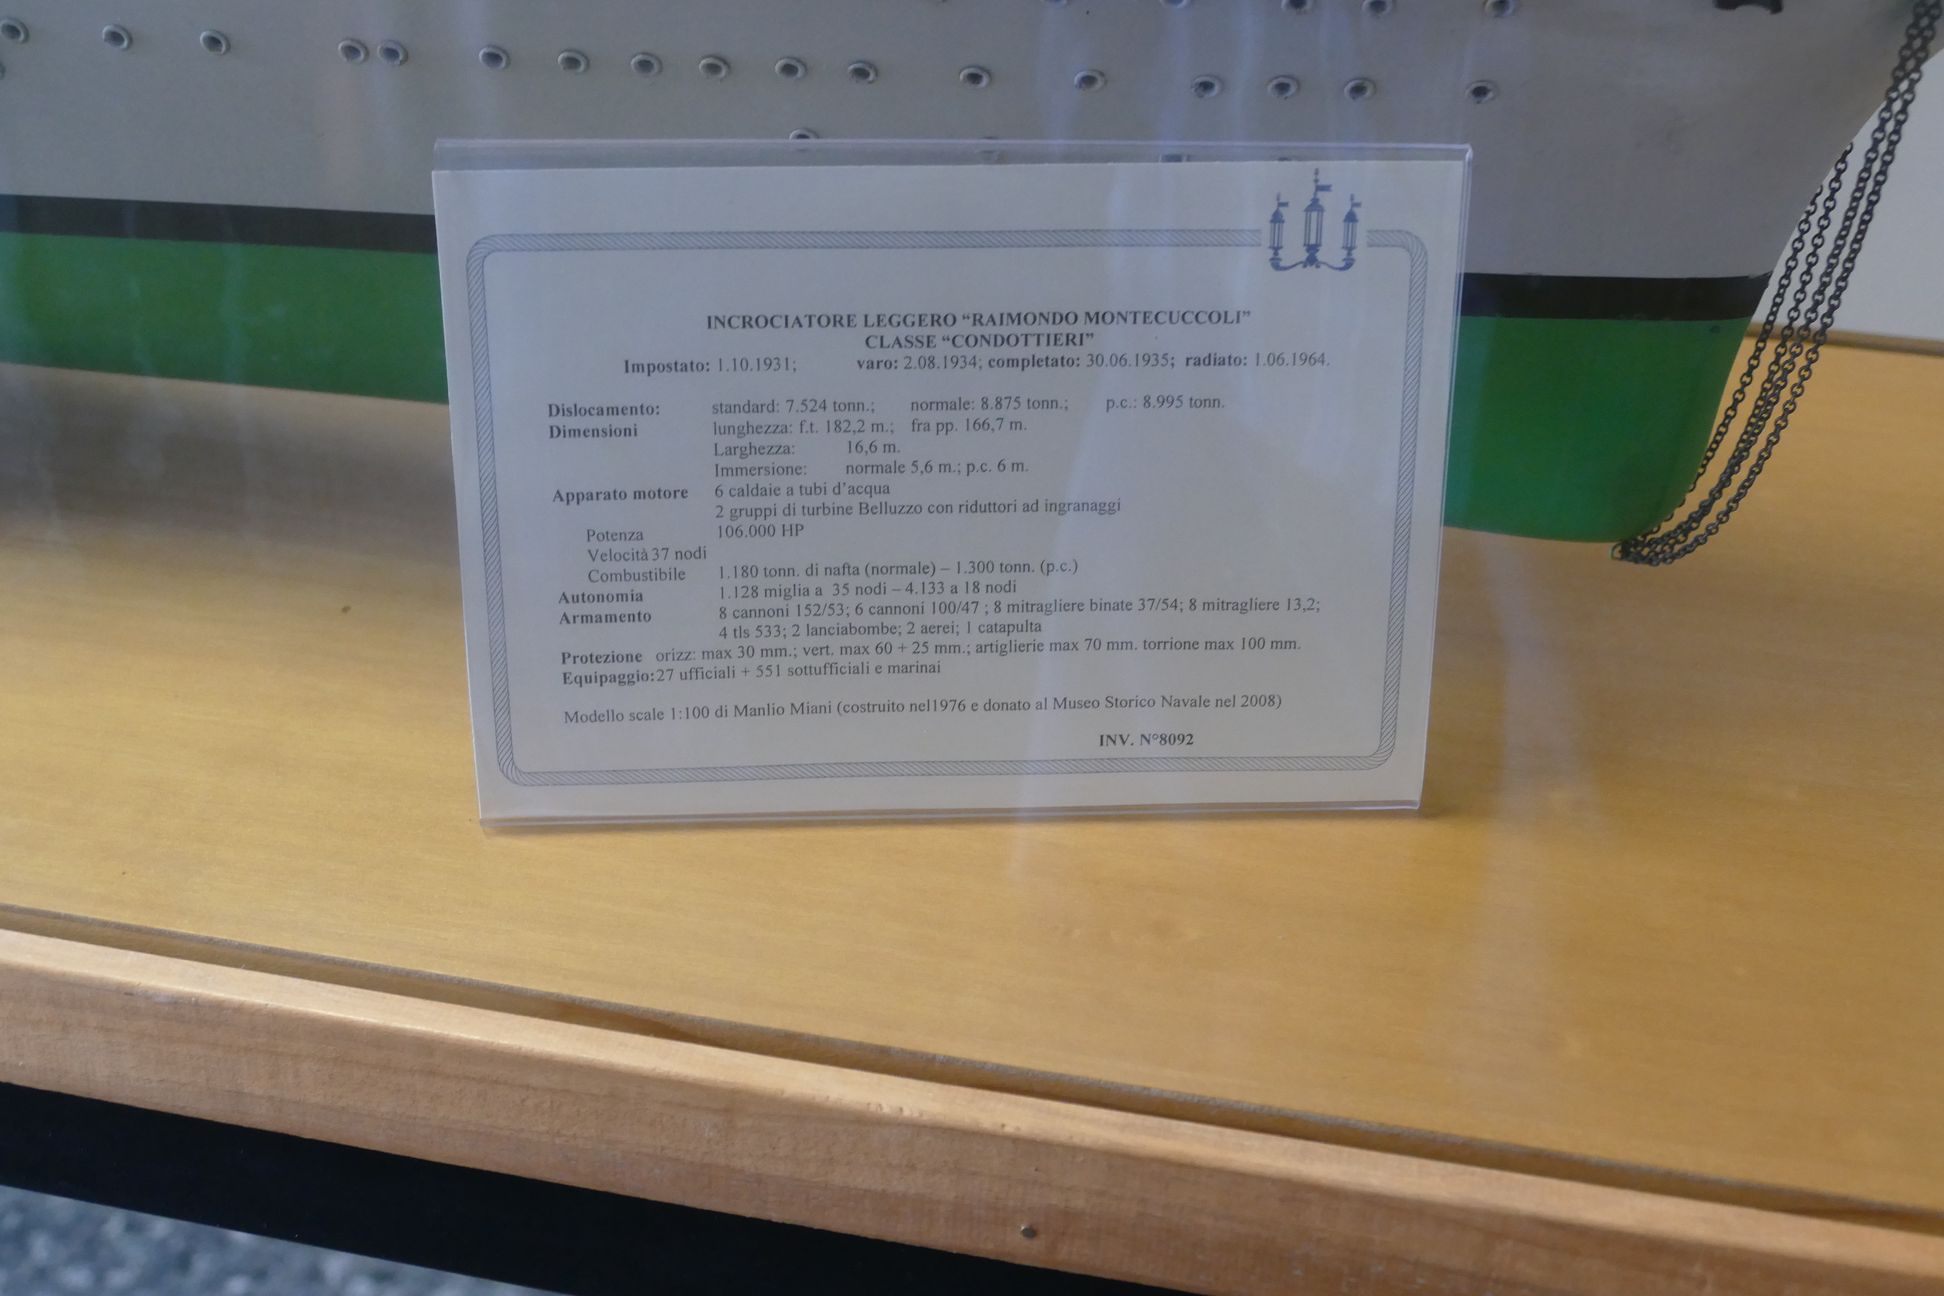 INCROCIATORE LEGGERO “RAIMONDO MONTECUCCOLI”
CLASSE “CONDOTTIERI”
Impostato: 1.10.1931; varo: 2.08.1934; completato: 30.06.1935; radiato: 1.06.1964.
Dislocamento: standard: 7.524 tonn.; normale: 8.875 tonn.; p.c.: 8.995 tonn.
Dimensioni lunghezza: f.t. 182,2 m.; fra pp. 166,7 m.
Larghezza: 16,6 m.
Immersione: normale 5,6 m.; p.c. 6 m.
Apparato motore 6 caldaie a tubi d’acqua
2 gruppi di turbine Belluzzo con riduttori ad ingranaggi
Potenza 106.000 HP
Velocità 37 nodi
Combustibile 1.180 tonn. di nafta (normale) – 1.300 tonn. (p.c.)
Autonomia 1.128 miglia a 35 nodi – 4.133 a 18 nodi
Armamento 8 cannoni 152/53; 6 cannoni 100/47 ; 8 mitragliere binate 37/54; 8 mitragliere 13,2;
4 tls 533; 2 lanciabombe; 2 aerei; 1 catapulta
Protezione orizz: max 30 mm.; vert. max 60 + 25 mm.; artiglierie max 70 mm. torrione max 100 mm.
Equipaggio:27 ufficiali + 551 sottufficiali e marinai
Modello scale 1:100 di Manlio Miani (costruito nel1976 e donato al Museo Storico Navale nel 2008)
INV. N°8092